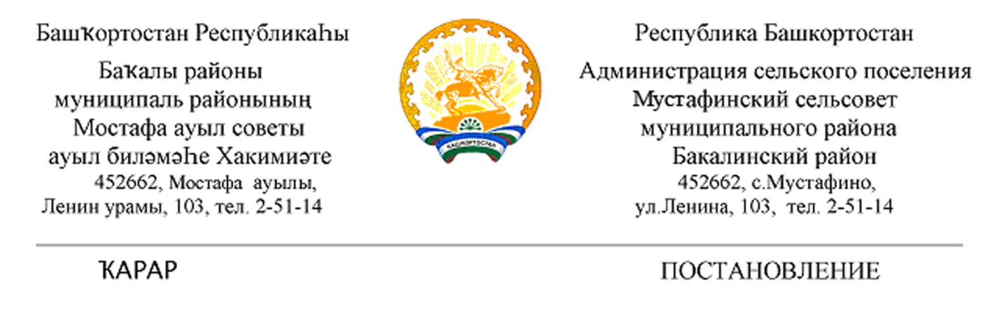 Башҡортостан Республикаһы
Баҡалы районы
муниципаль районының
Мостафа ауыл советы
ауыл биләмәһе Хакимиәте
452662, Мостафа ауылы,
Ленин урамы, 103, тел. 2-51-14
БАШКОРТОСТАН
Республика Башкортостан
Администрация сельского поселения
Мустафинский сельсовет
муниципального района
Бакалинский район
452662, с.Мустафино,
ул.Ленина, 103, тел. 2-51-14
ҠАРАР
ПОСТАНОВЛЕНИЕ